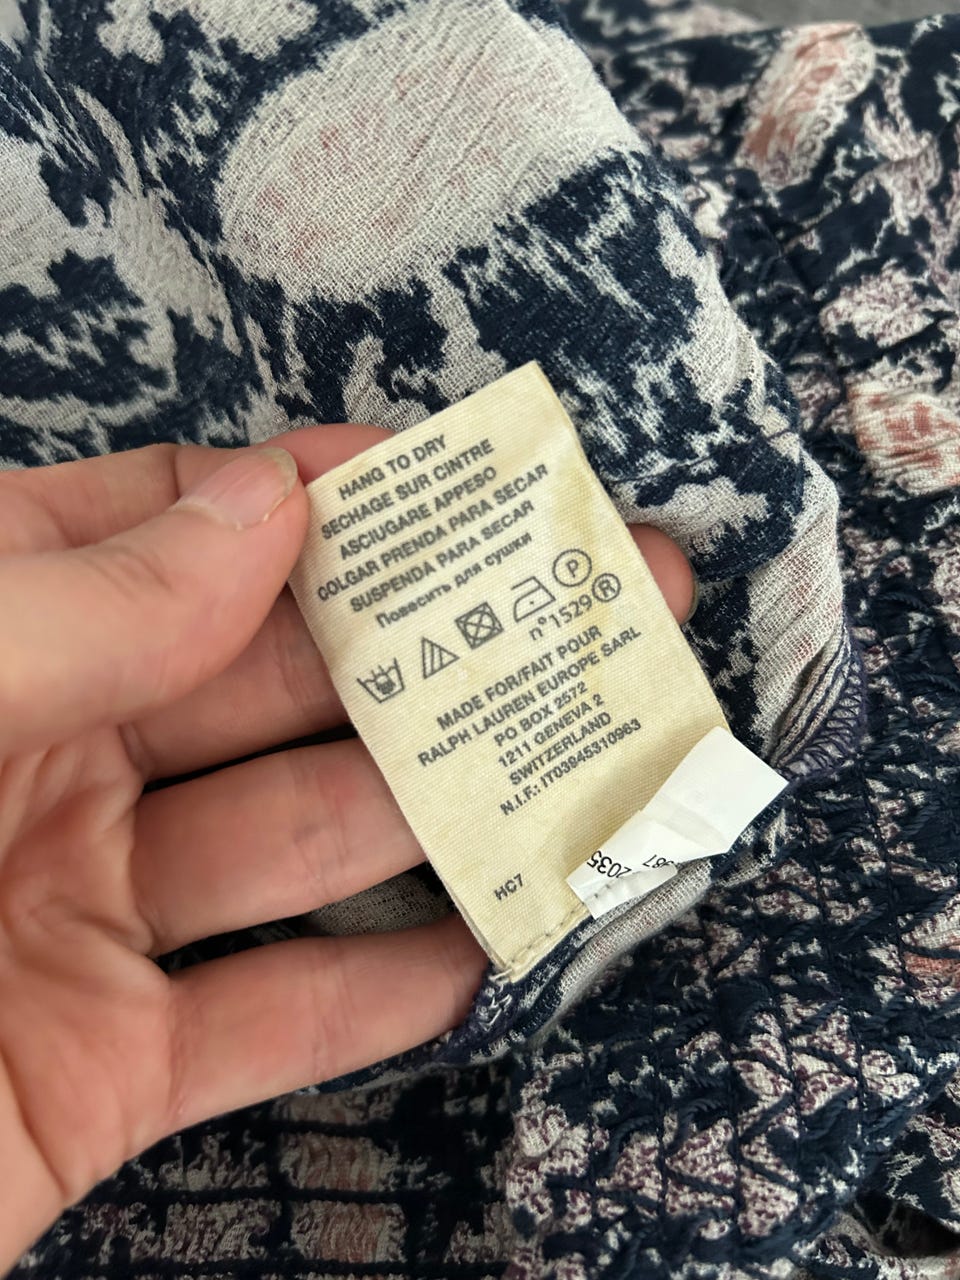 HANG TO DRY
SECHAGE SUR CINTRE
ASCIUGARE APPESO
COLGAR PRENDA PARA SECAR
SUSPENDA PARA SECAR
Повесить для сушки
P
n°1529 R
MADE FOR/FAIT POUR
RALPH LAUREN EUROPE SARL
PO BOX 2572
1211 GENEVA 2
SWITZERLAND
N.I.F.: IT03845310963
HC7